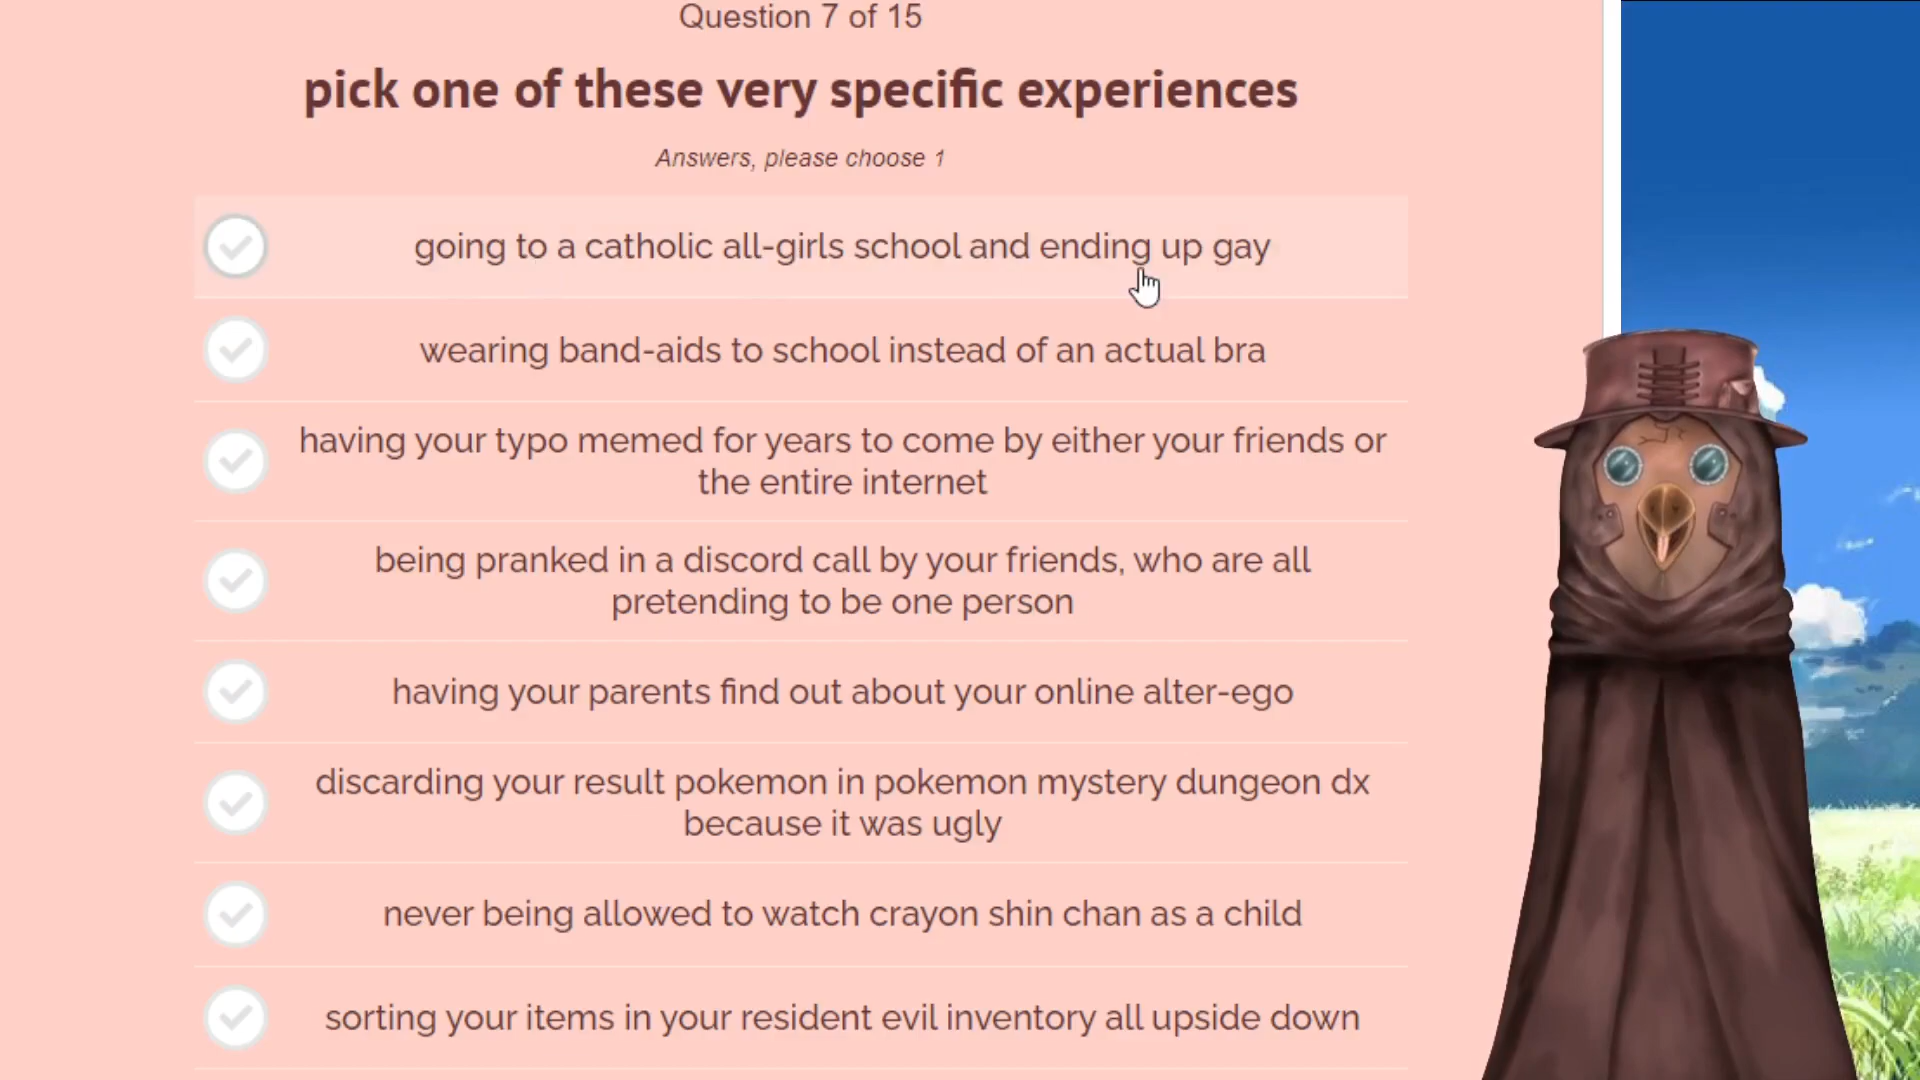 Question 7 of 15
pick one of these very specific experiences
Answers, please choose 1
going to a catholic all-girls school and ending up gay
wearing band-aids to school instead of an actual bra
having your typo memed for years to come by either your friends or
the entire internet
being pranked in a discord call by your friends, who are all
pretending to be one person
having your parents find out about your online alter-ego
discarding your result pokemon in pokemon mystery dungeon dx
because it was ugly
never being allowed to watch crayon shin chan as a child
sorting your items in your resident evil inventory all upside down